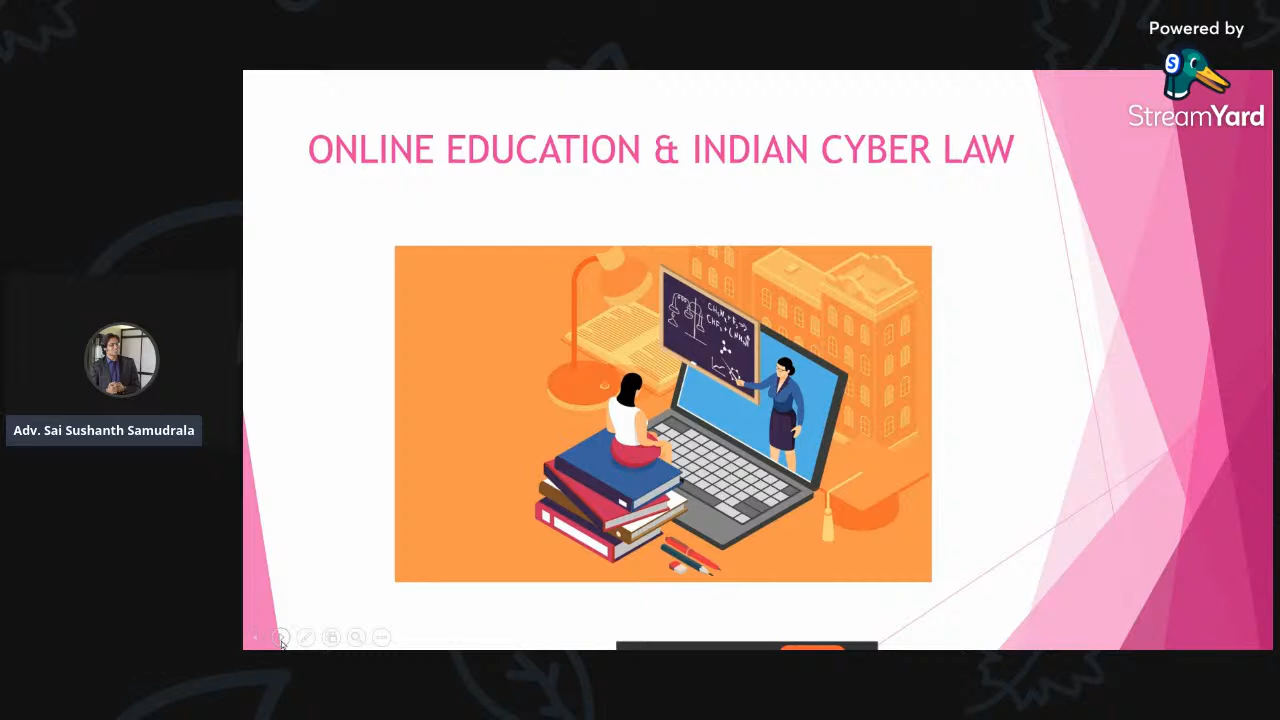 Powered by
StreamYard
ONLINE EDUCATION & INDIAN CYBER LAW
Adv. Sai Sushanth Samudrala